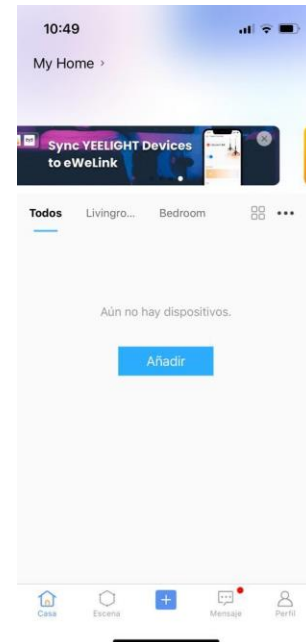 10:49
My Home >
Sync YEELIGHT Devices
to eWeLink
Todos Livingro... Bedroom
Aún no hay dispositivos.
Añadir
Casa Escena Mensaje Perfil